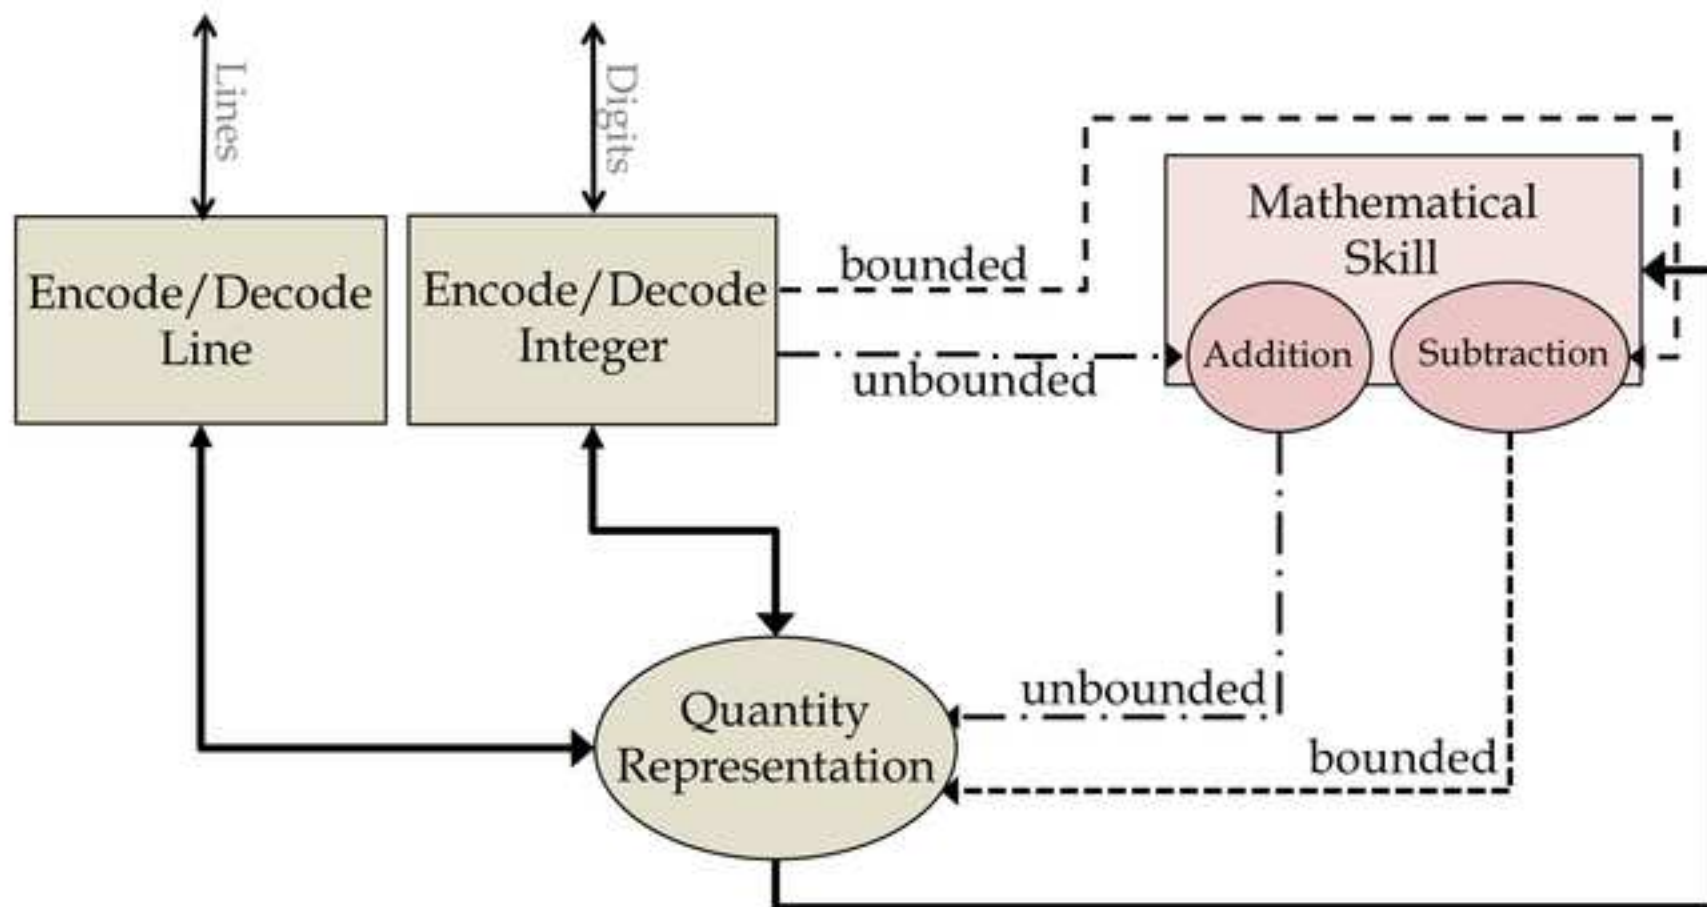 Lines
Digits
Encode/Decode
Line
Encode/Decode
Integer
bounded
unbounded
Mathematical
Skill
Addition
Subtraction
Quantity
Representation
unbounded
bounded